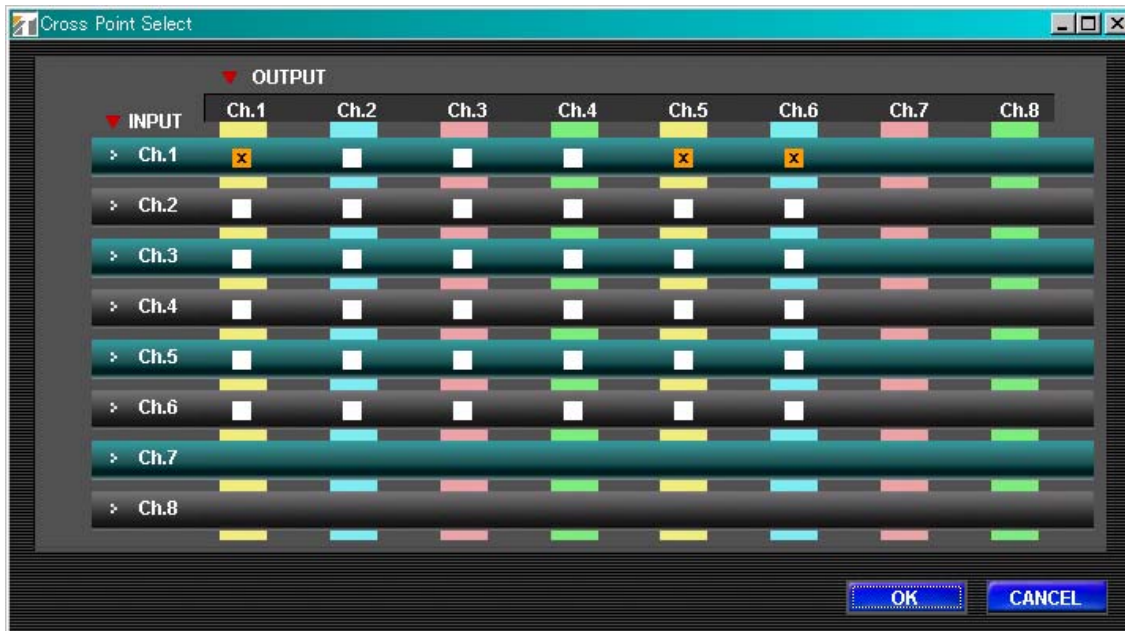 Cross Point Select
OUTPUT
INPUT
Ch.1 Ch.2 Ch.3 Ch.4 Ch.5 Ch.6 Ch.7 Ch.8
Ch.1 x x x
Ch.2
Ch.3
Ch.4
Ch.5
Ch.6
Ch.7
Ch.8
OK CANCEL